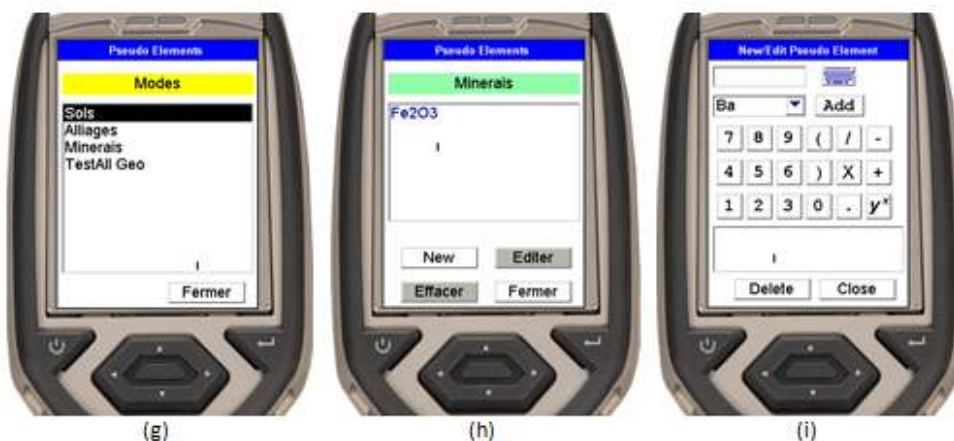 Pseudo Elements
Modes
Sols
Alliages
Minerais
TestAll Geo
Fermer
(g)
Pseudo Elements
Minerais
Fe2O3
New
Editer
Effacer
Fermer
(h)
New/Edit Pseudo Element
Ba
Add
7 8 9 ( / -
4 5 6 ) X +
1 2 3 0 . yˣ
Delete
Close
(i)